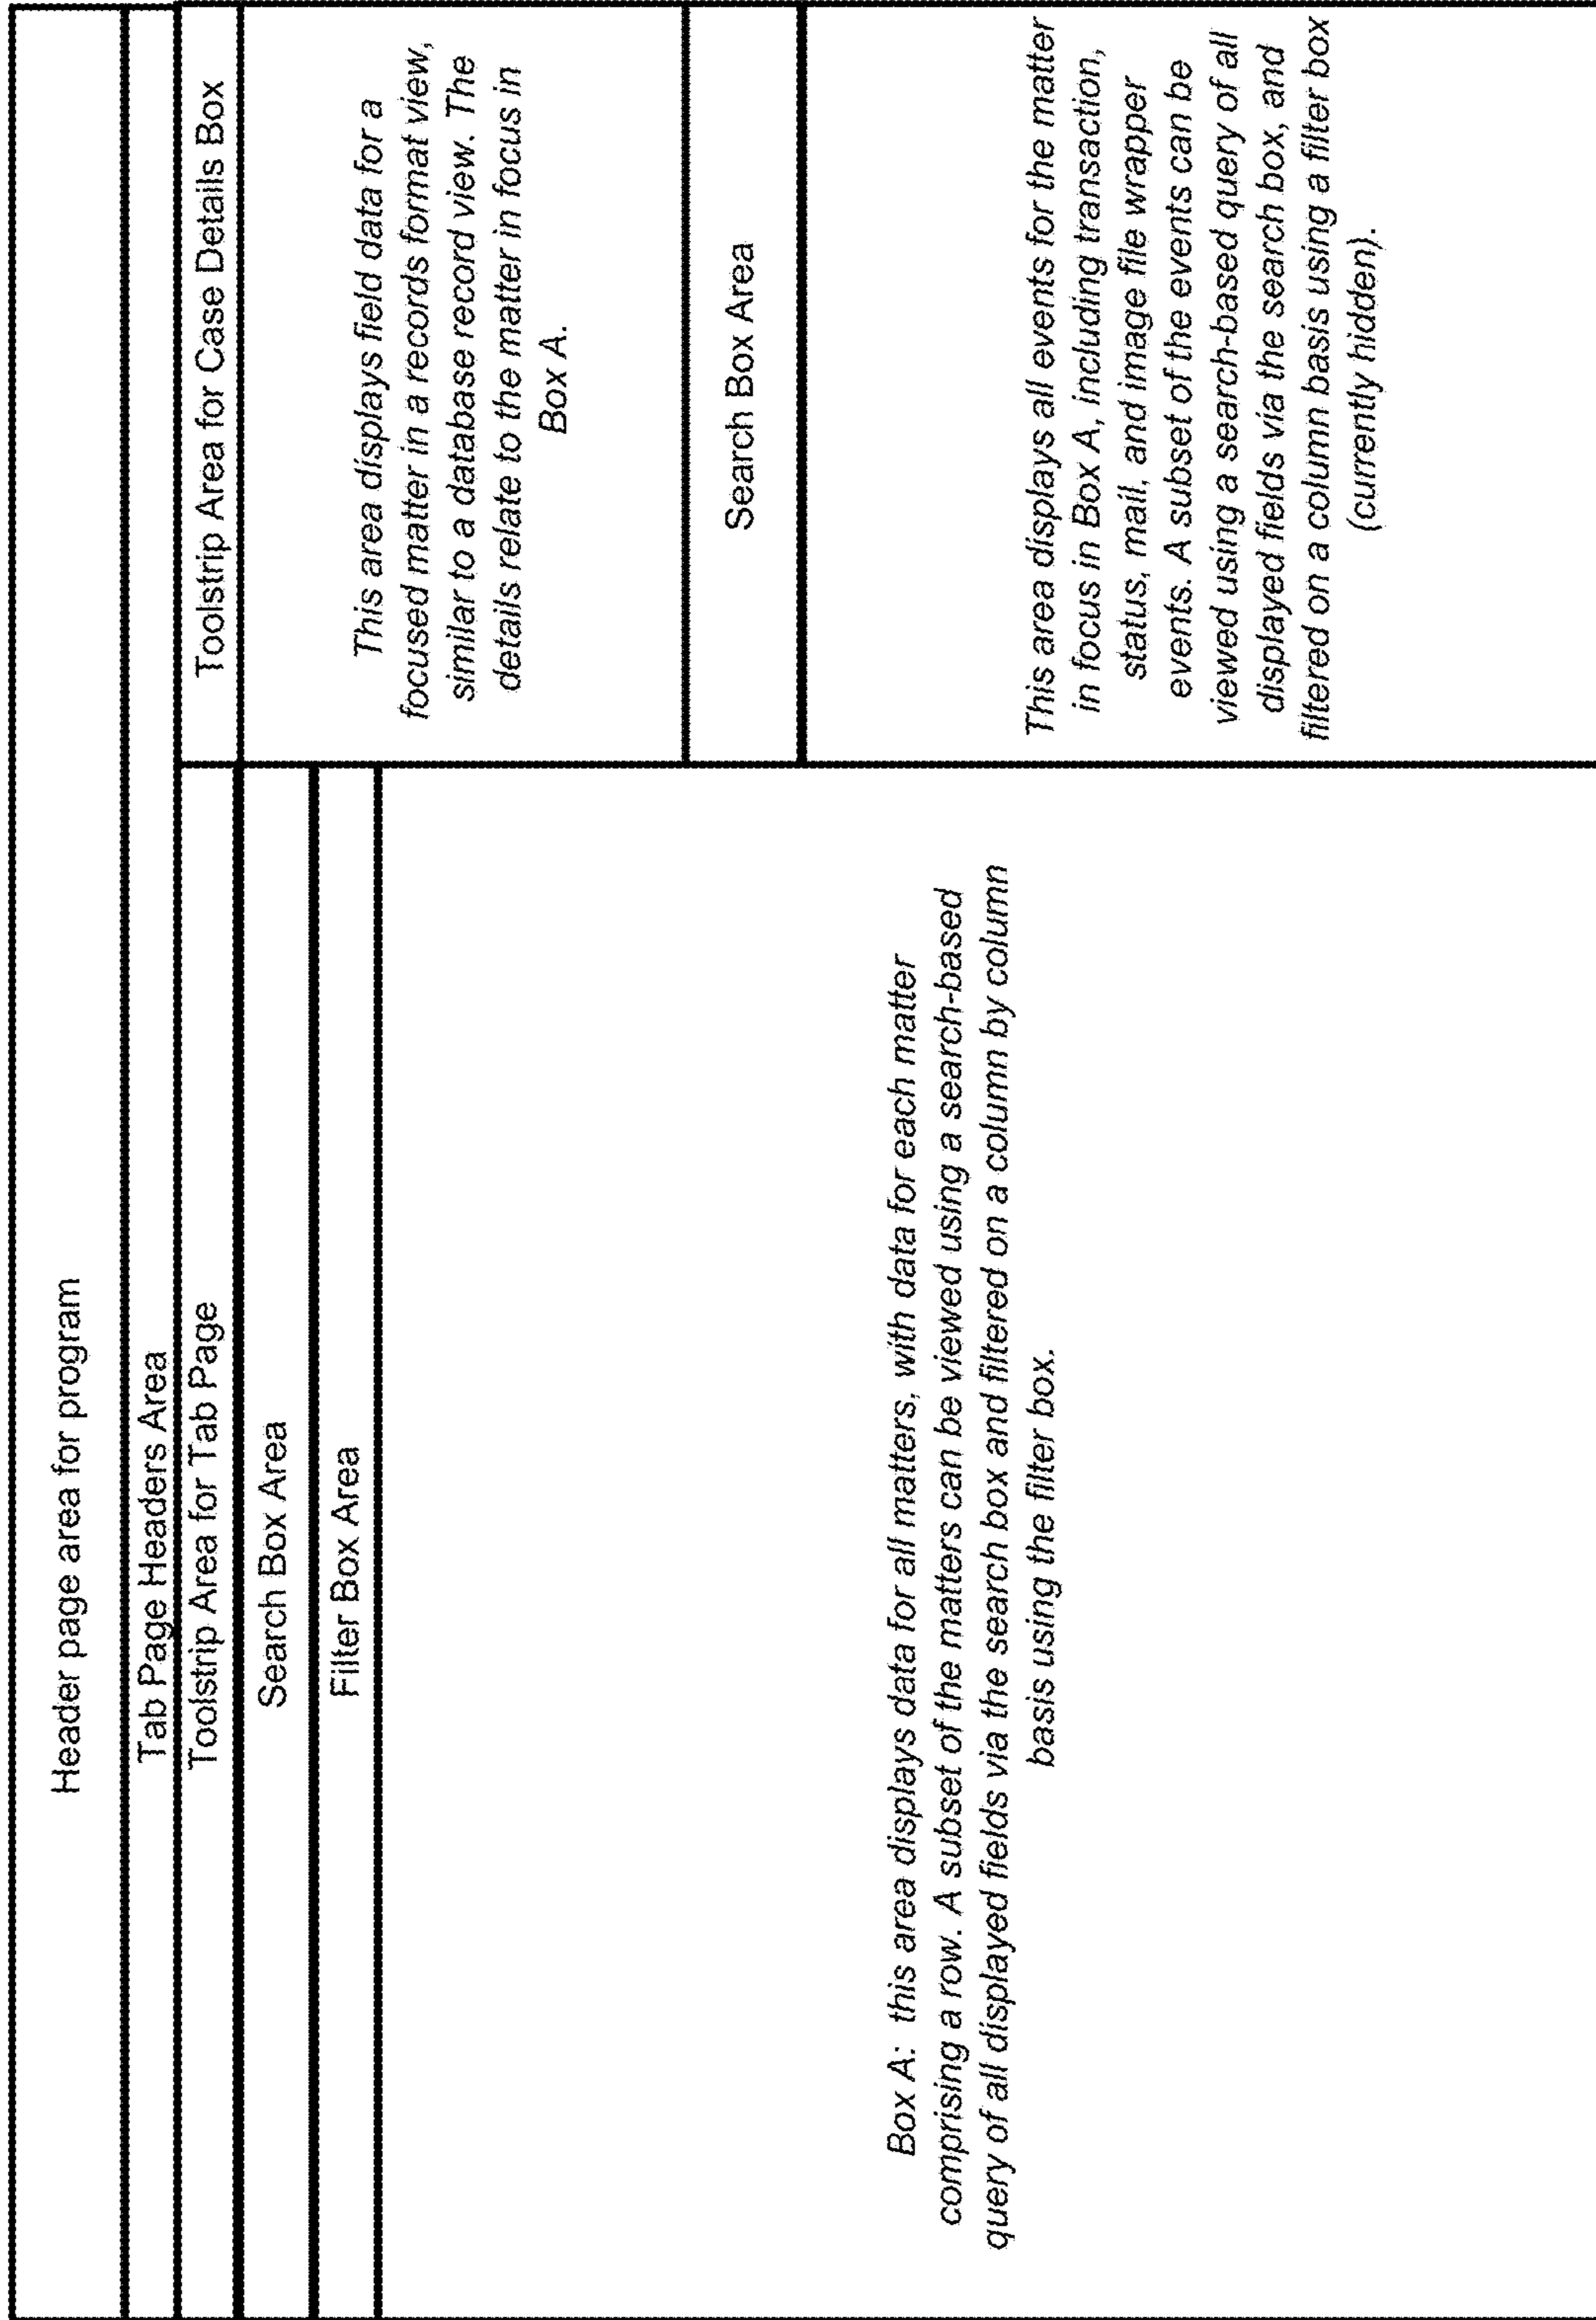 Header page area for program
Tab Page Headers Area
Toolstrip Area for Tab Page
Search Box Area
Filter Box Area
Box A:  this area displays data for all matters, with data for each matter
comprising a row. A subset of the matters can be viewed using a search-based
query of all displayed fields via the search box and filtered on a column by column
basis using the filter box.
Toolstrip Area for Case Details Box
This area displays field data for a
focused matter in a records format view,
similar to a database record view. The
details relate to the matter in focus in
Box A.
Search Box Area
This area displays all events for the matter
in focus in Box A, including transaction,
status, mail, and image file wrapper
events. A subset of the events can be
viewed using a search-based query of all
displayed fields via the search box, and
filtered on a column basis using a filter box
(currently hidden).